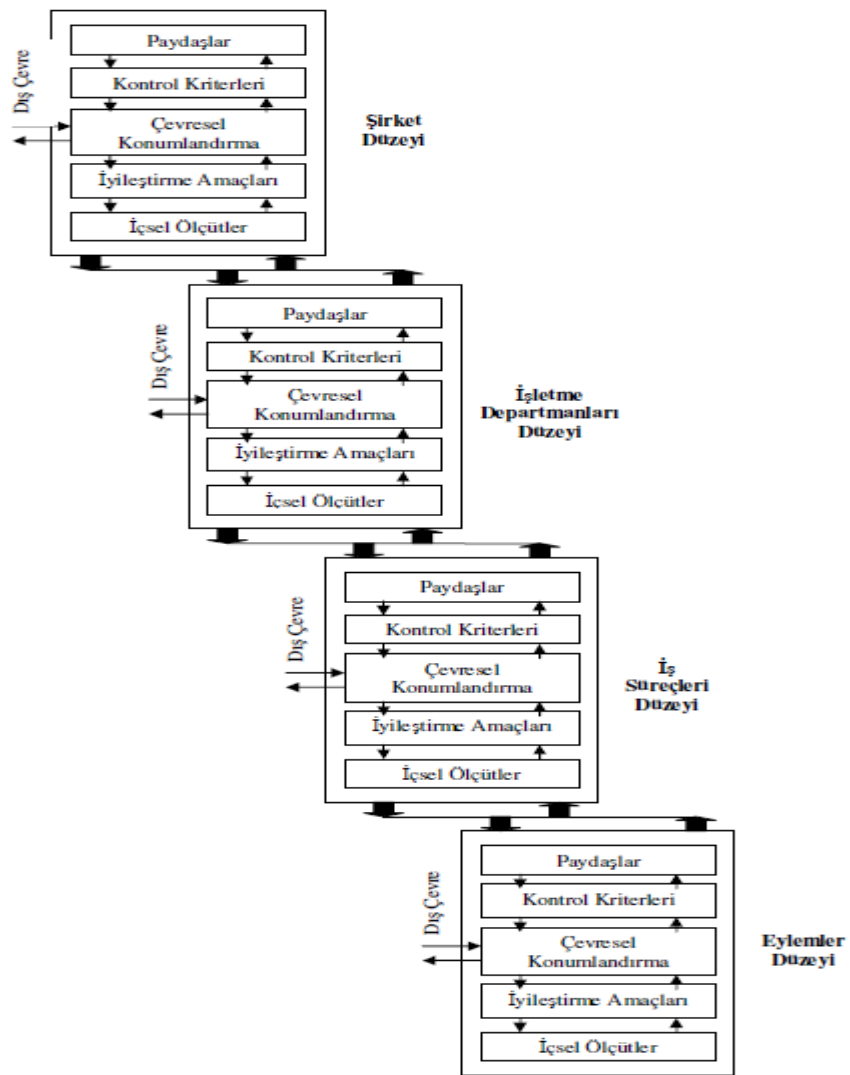 Paydaşlar
Kontrol Kriterleri
Dış Çevre
Çevresel
Konumlandırma
İyileştirme Amaçları
İçsel Ölçütler
Şirket
Düzeyi
Paydaşlar
Kontrol Kriterleri
Dış Çevre
Çevresel
Konumlandırma
İyileştirme Amaçları
İçsel Ölçütler
İşletme
Departmanları
Düzeyi
Paydaşlar
Kontrol Kriterleri
Dış Çevre
Çevresel
Konumlandırma
İyileştirme Amaçları
İçsel Ölçütler
İş
Süreçleri
Düzeyi
Paydaşlar
Kontrol Kriterleri
Dış Çevre
Çevresel
Konumlandırma
İyileştirme Amaçları
İçsel Ölçütler
Eylemler
Düzeyi